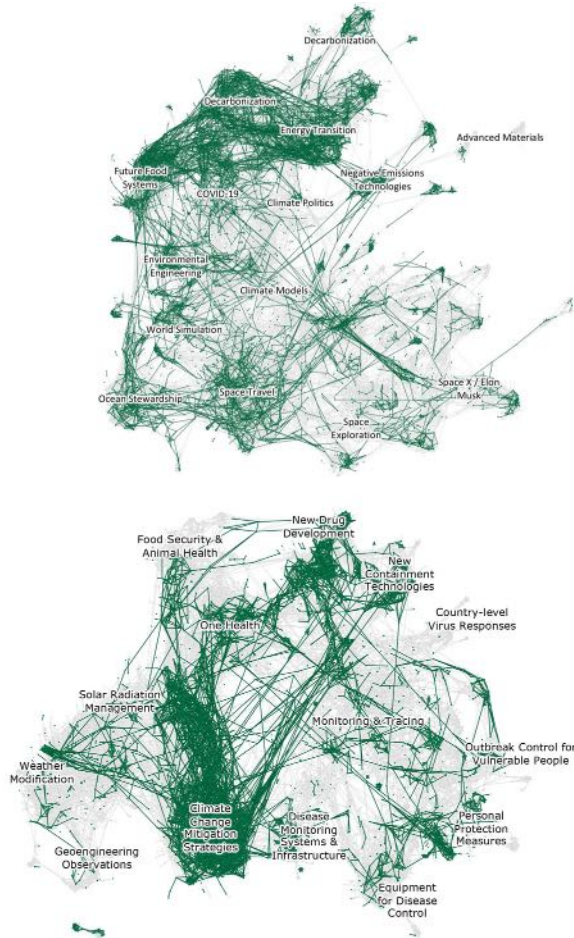 Decarbonization
Decarbonization
Energy Transition
Advanced Materials
Future Food
Systems
COVID-19
Negative Emissions
Technologies
Climate Politics
Environmental
Engineering
Climate Models
World Simulation
Ocean Stewardship
Space Travel
Space X / Elon
Musk
Space
Exploration
New Drug
Development
Food Security &
Animal Health
New
Containment
Technologies
One Health
Country-level
Virus Responses
Solar Radiation
Management
Monitoring & Tracing
Outbreak Control for
Vulnerable People
Weather
Modification
Climate
Change
Mitigation
Strategies
Disease
Monitoring
Systems &
Infrastructure
Personal
Protection
Measures
Geoengineering
Observations
Equipment
for Disease
Control